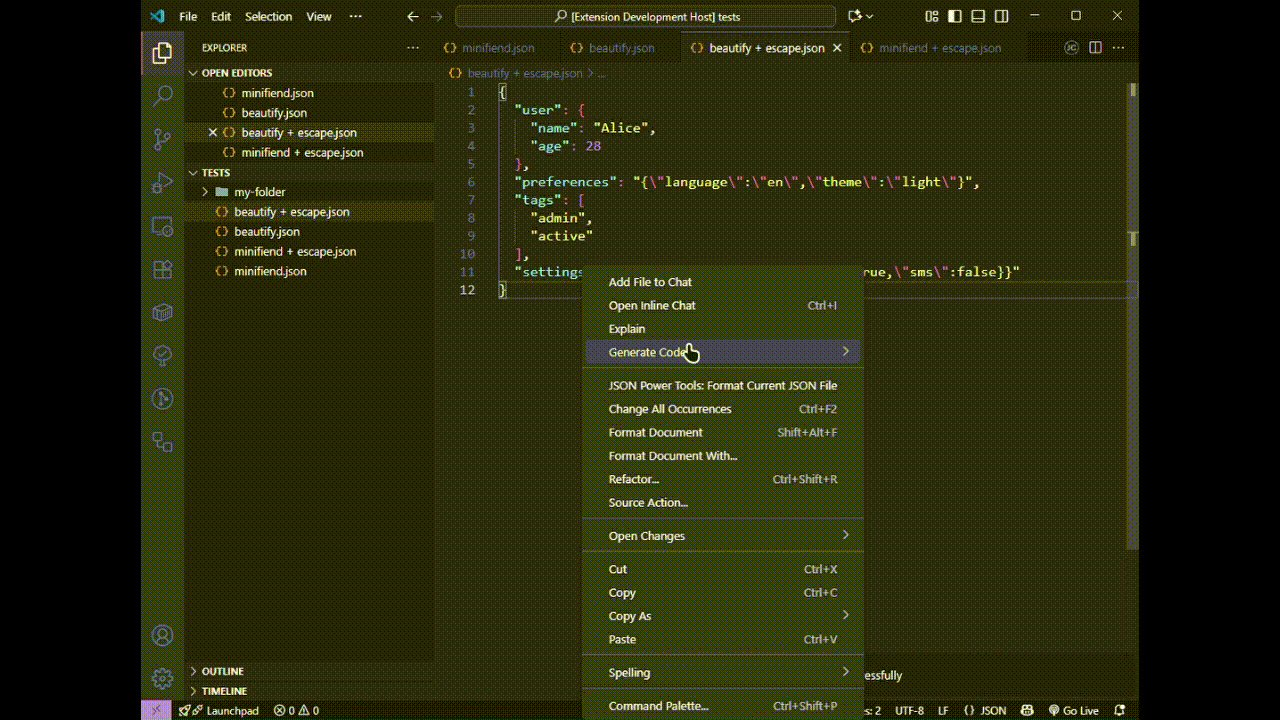 File Edit Selection View ··· [Extension Development Host] tests
EXPLORER ···
OPEN EDITORS
minifiend.json
beautify.json
beautify + escape.json
minifiend + escape.json
TESTS
my-folder
beautify + escape.json
beautify.json
minifiend + escape.json
minifiend.json
OUTLINE
TIMELINE
minifiend.json beautify.json beautify + escape.json minifiend + escape.json
beautify + escape.json > ...
1 {
2 "user": {
3 "name": "Alice",
4 "age": 28
5 },
6 "preferences": "{\"language\":\"en\",\"theme\":\"light\"}",
7 "tags": [
8 "admin",
9 "active"
10 ],
11 "settings rue,\"sms\":false}}"
12 }
Add File to Chat
Open Inline Chat Ctrl+I
Explain
Generate Code
JSON Power Tools: Format Current JSON File
Change All Occurrences Ctrl+F2
Format Document Shift+Alt+F
Format Document With...
Refactor... Ctrl+Shift+R
Source Action...
Open Changes
Cut Ctrl+X
Copy Ctrl+C
Copy As
Paste Ctrl+V
Spelling
Command Palette... Ctrl+Shift+P
essfully
Launchpad 0 0 s: 2 UTF-8 LF {} JSON Go Live